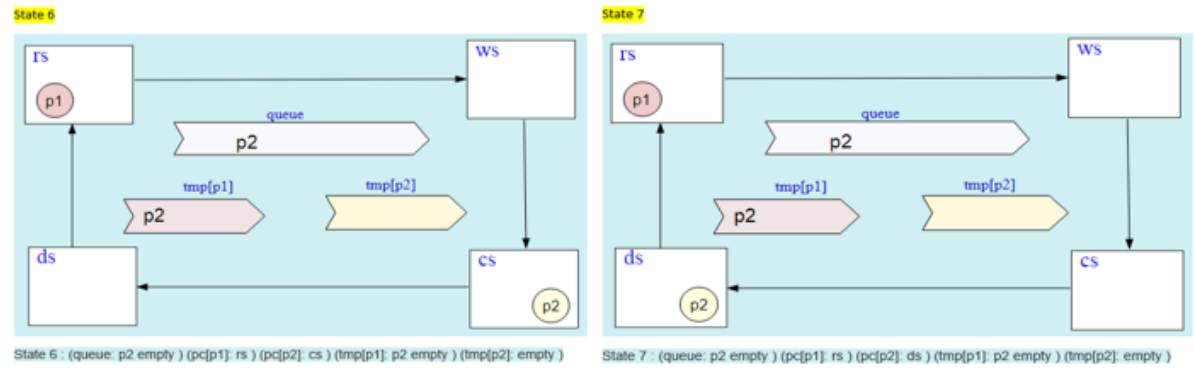 State 6
rs
ws
p1
queue
p2
tmp[p1]
tmp[p2]
p2
ds
cs
p2
State 6 : (queue: p2 empty ) (pc[p1]: rs ) (pc[p2]: cs ) (tmp[p1]: p2 empty ) (tmp[p2]: empty )
State 7
rs
ws
p1
queue
p2
tmp[p1]
tmp[p2]
p2
ds
cs
p2
State 7 : (queue: p2 empty ) (pc[p1]: rs ) (pc[p2]: ds ) (tmp[p1]: p2 empty ) (tmp[p2]: empty )